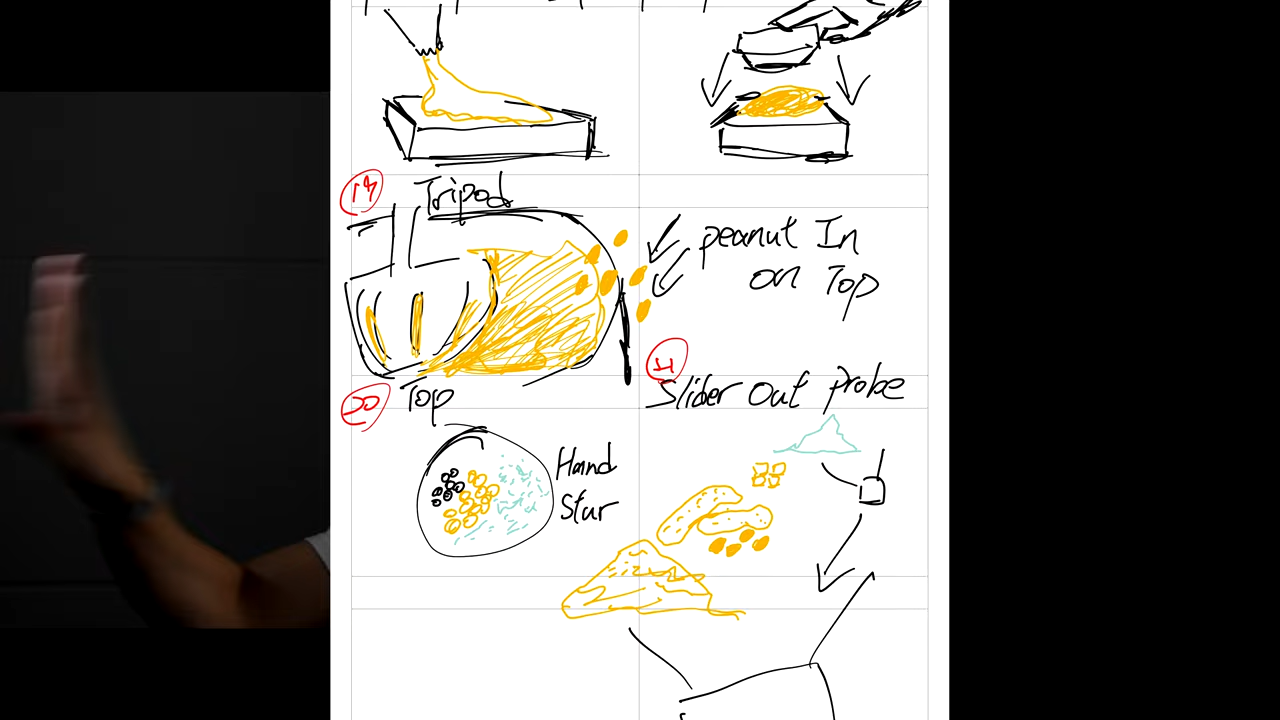 19
Tripod
peanut In
on Top
20
Top
Hand
Stur
21
Slider Out probe